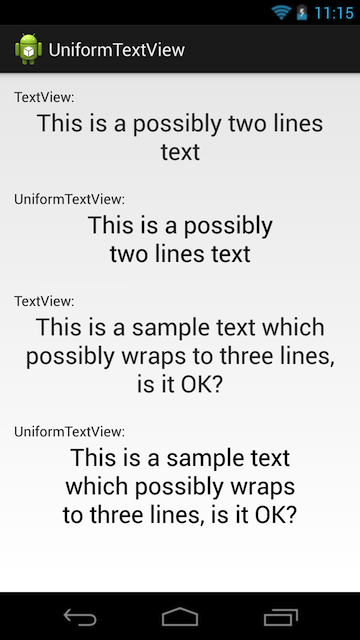 11:15
UniformTextView
TextView:
This is a possibly two lines
text
UniformTextView:
This is a possibly
two lines text
TextView:
This is a sample text which
possibly wraps to three lines,
is it OK?
UniformTextView:
This is a sample text
which possibly wraps
to three lines, is it OK?